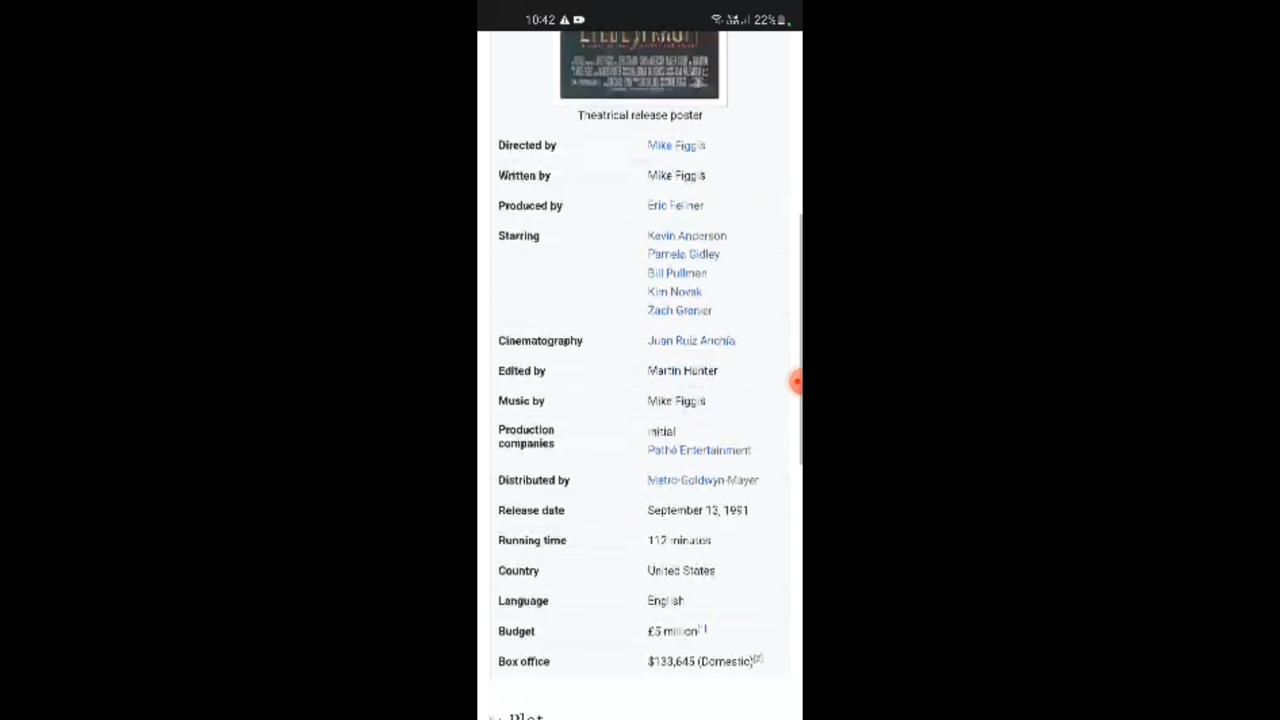 10:42
22%
Theatrical release poster
Directed by Mike Figgis
Written by Mike Figgis
Produced by Eric Fellner
Starring Kevin Anderson
Pamela Gidley
Bill Pullman
Kim Novak
Zach Grenier
Cinematography Juan Ruiz Anchía
Edited by Martin Hunter
Music by Mike Figgis
Production companies
Initial
Pathé Entertainment
Distributed by Metro-Goldwyn-Mayer
Release date September 13, 1991
Running time 112 minutes
Country United States
Language English
Budget £5 million[1]
Box office $133,645 (Domestic)[2]
Plot